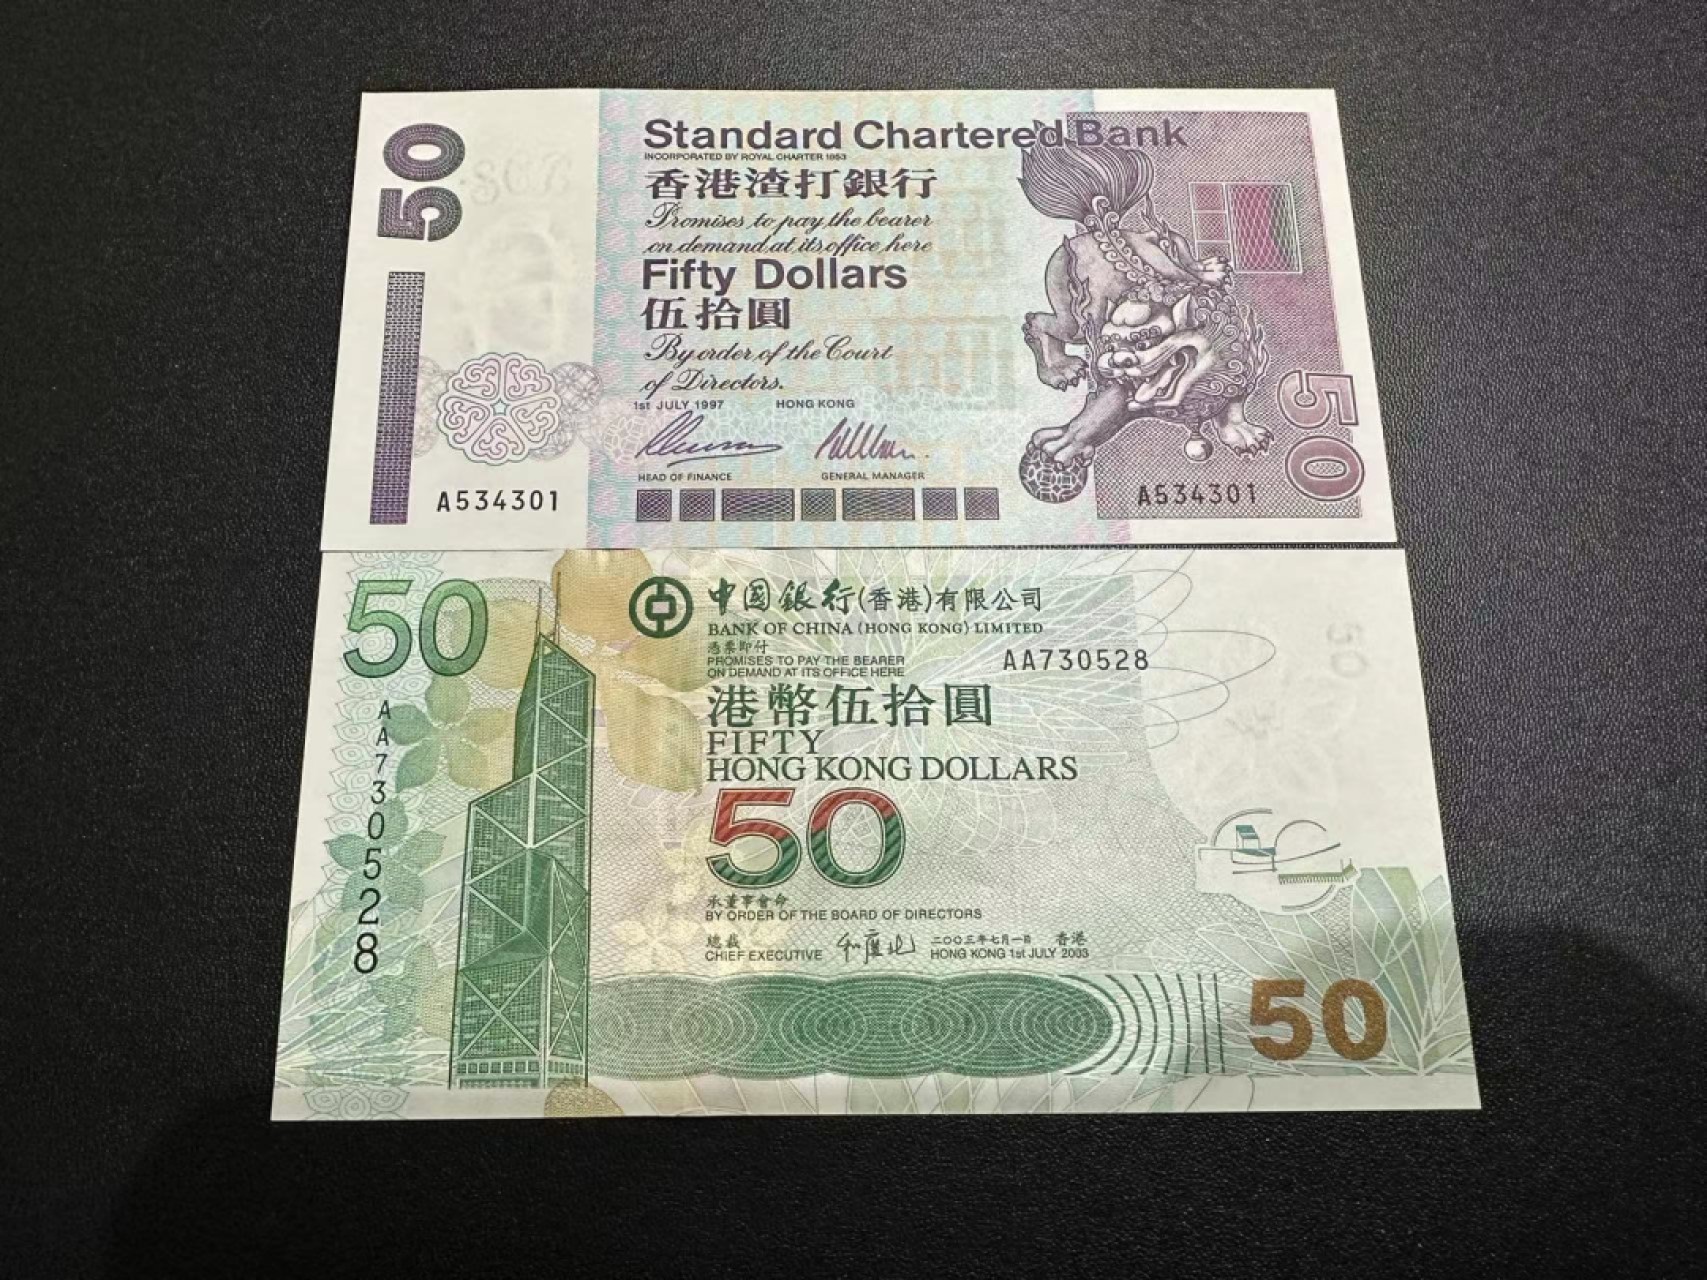 50
Standard Chartered Bank
INCORPORATED BY ROYAL CHARTER 1853
香港渣打銀行
Promises to pay the bearer
on demand at its office here
Fifty Dollars
伍拾圓
By order of the Court
of Directors.
1st JULY 1997 HONG KONG
HEAD OF FINANCE GENERAL MANAGER
A534301
A534301
50
50
中国銀行(香港)有限公司
BANK OF CHINA (HONG KONG) LIMITED
憑票即付
PROMISES TO PAY THE BEARER
ON DEMAND AT ITS OFFICE HERE
AA730528
AA730528
港幣伍拾圓
FIFTY
HONG KONG DOLLARS
50
承董事會命
BY ORDER OF THE BOARD OF DIRECTORS
總裁 二〇〇三年七月一日 香港
CHIEF EXECUTIVE HONG KONG 1st JULY 2003
50